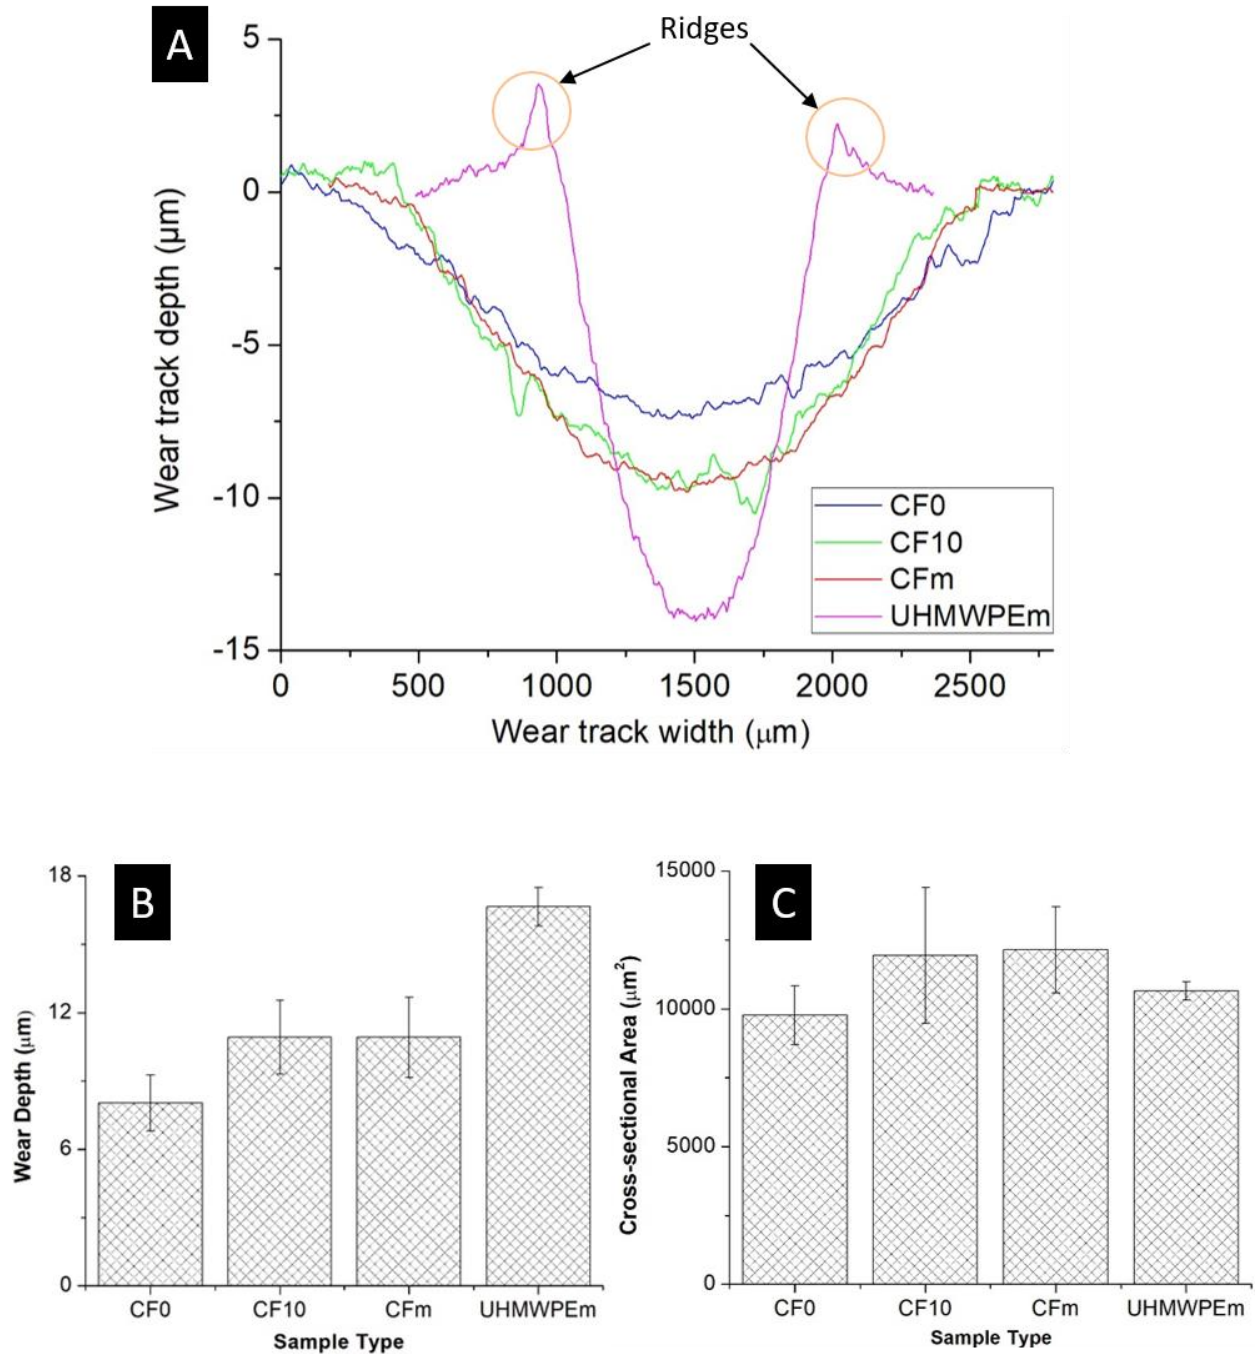 A
Ridges
5
0
-5
-10
-15
Wear track depth (μm)
CF0
CF10
CFm
UHMWPEm
0 500 1000 1500 2000 2500
Wear track width (μm)
B
18
12
6
0
Wear Depth (μm)
CF0 CF10 CFm UHMWPEm
Sample Type
C
15000
10000
5000
0
Cross-sectional Area (μm²)
CF0 CF10 CFm UHMWPEm
Sample Type